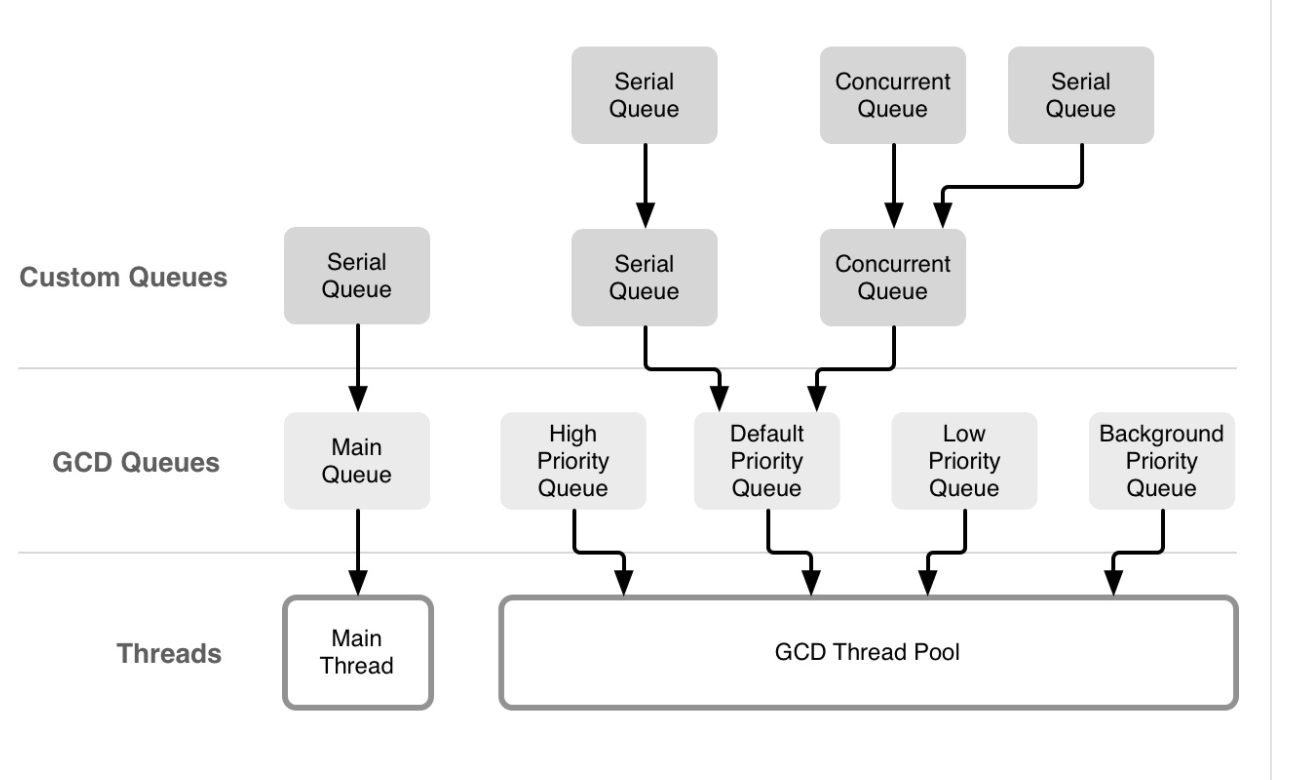 Serial
Queue
Concurrent
Queue
Serial
Queue
Custom Queues
Serial
Queue
Serial
Queue
Concurrent
Queue
GCD Queues
Main
Queue
High
Priority
Queue
Default
Priority
Queue
Low
Priority
Queue
Background
Priority
Queue
Threads
Main
Thread
GCD Thread Pool